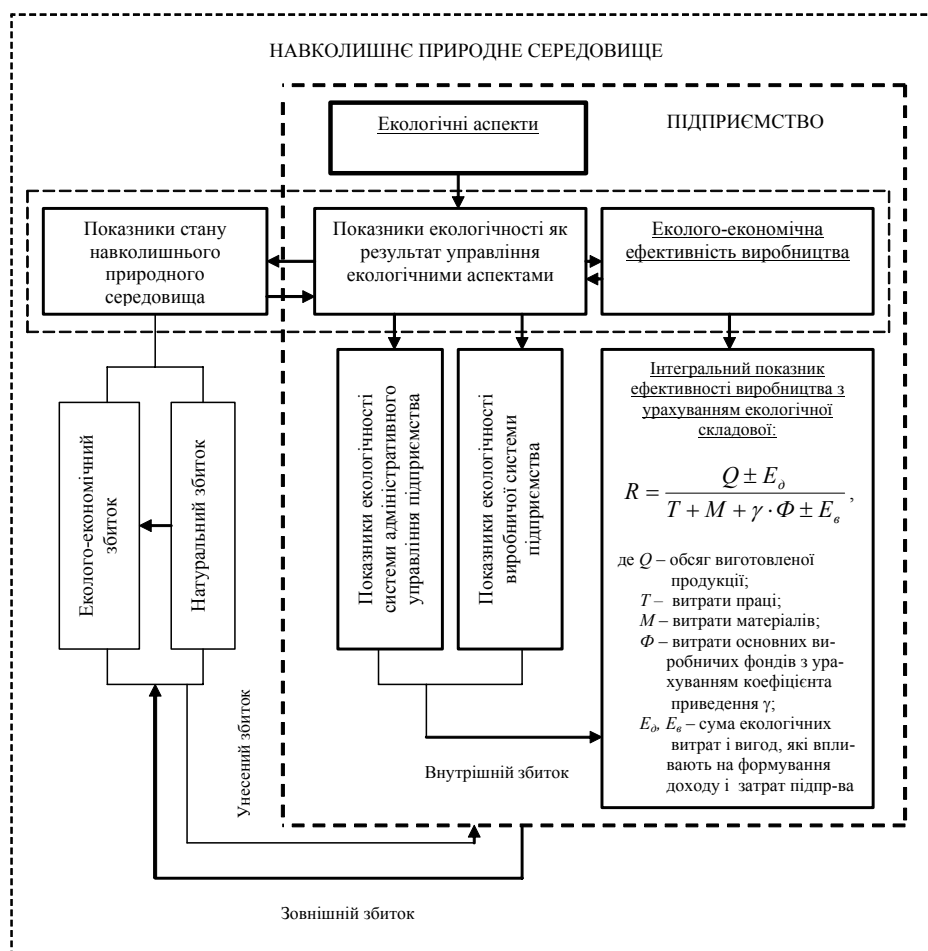 НАВКОЛИШНЄ ПРИРОДНЕ СЕРЕДОВИЩЕ
ПІДПРИЄМСТВО
Екологічні аспекти
Показники стану
навколишнього
природного
середовища
Показники екологічності як
результат управління
екологічними аспектами
Еколого-економічна
ефективність виробництва
Еколого-економічний
збиток
Натуральний збиток
Показники екологічності
системи адміністративного
управління підприємства
Показники екологічності
виробничої системи
підприємства
Інтегральний показник
ефективності виробництва з
урахуванням екологічної
складової:
R = (Q ± E_д) / (T + M + γ · Ф ± E_в) ,
де Q – обсяг виготовленої
продукції;
T – витрати праці;
M – витрати матеріалів;
Ф – витрати основних ви-
робничих фондів з ура-
хуванням коефіцієнта
приведення γ;
E_д, E_в – сума екологічних
витрат і вигод, які впли-
вають на формування
доходу і затрат підпр-ва
Унесений збиток
Внутрішній збиток
Зовнішній збиток